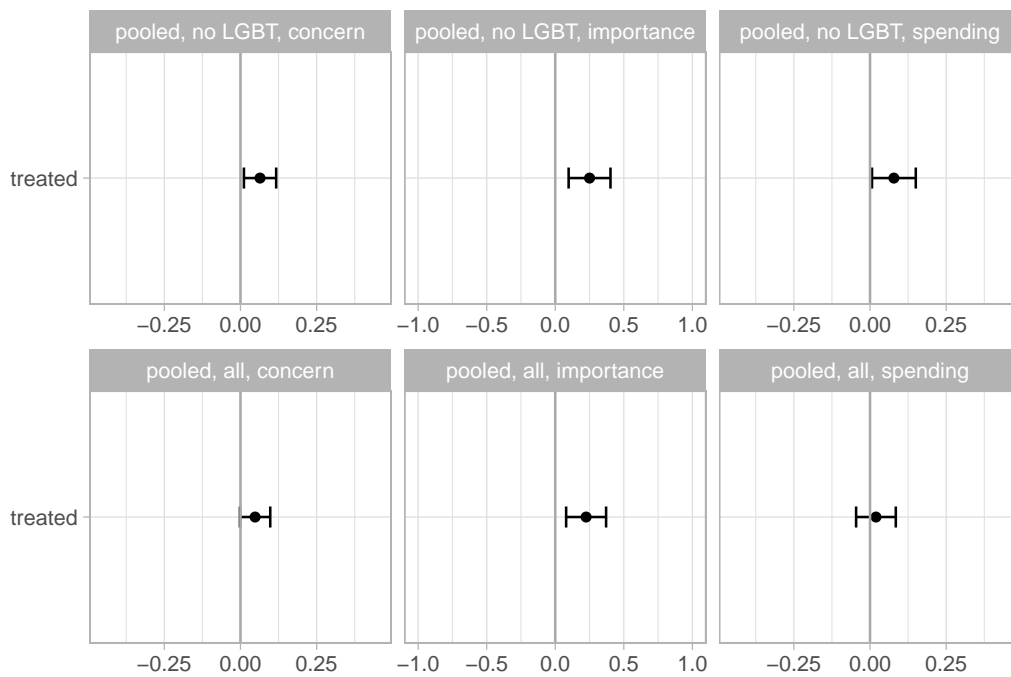 pooled, no LGBT, concern
pooled, no LGBT, importance
pooled, no LGBT, spending
treated
−0.25 0.00 0.25
−1.0 −0.5 0.0 0.5 1.0
−0.25 0.00 0.25
pooled, all, concern
pooled, all, importance
pooled, all, spending
treated
−0.25 0.00 0.25
−1.0 −0.5 0.0 0.5 1.0
−0.25 0.00 0.25